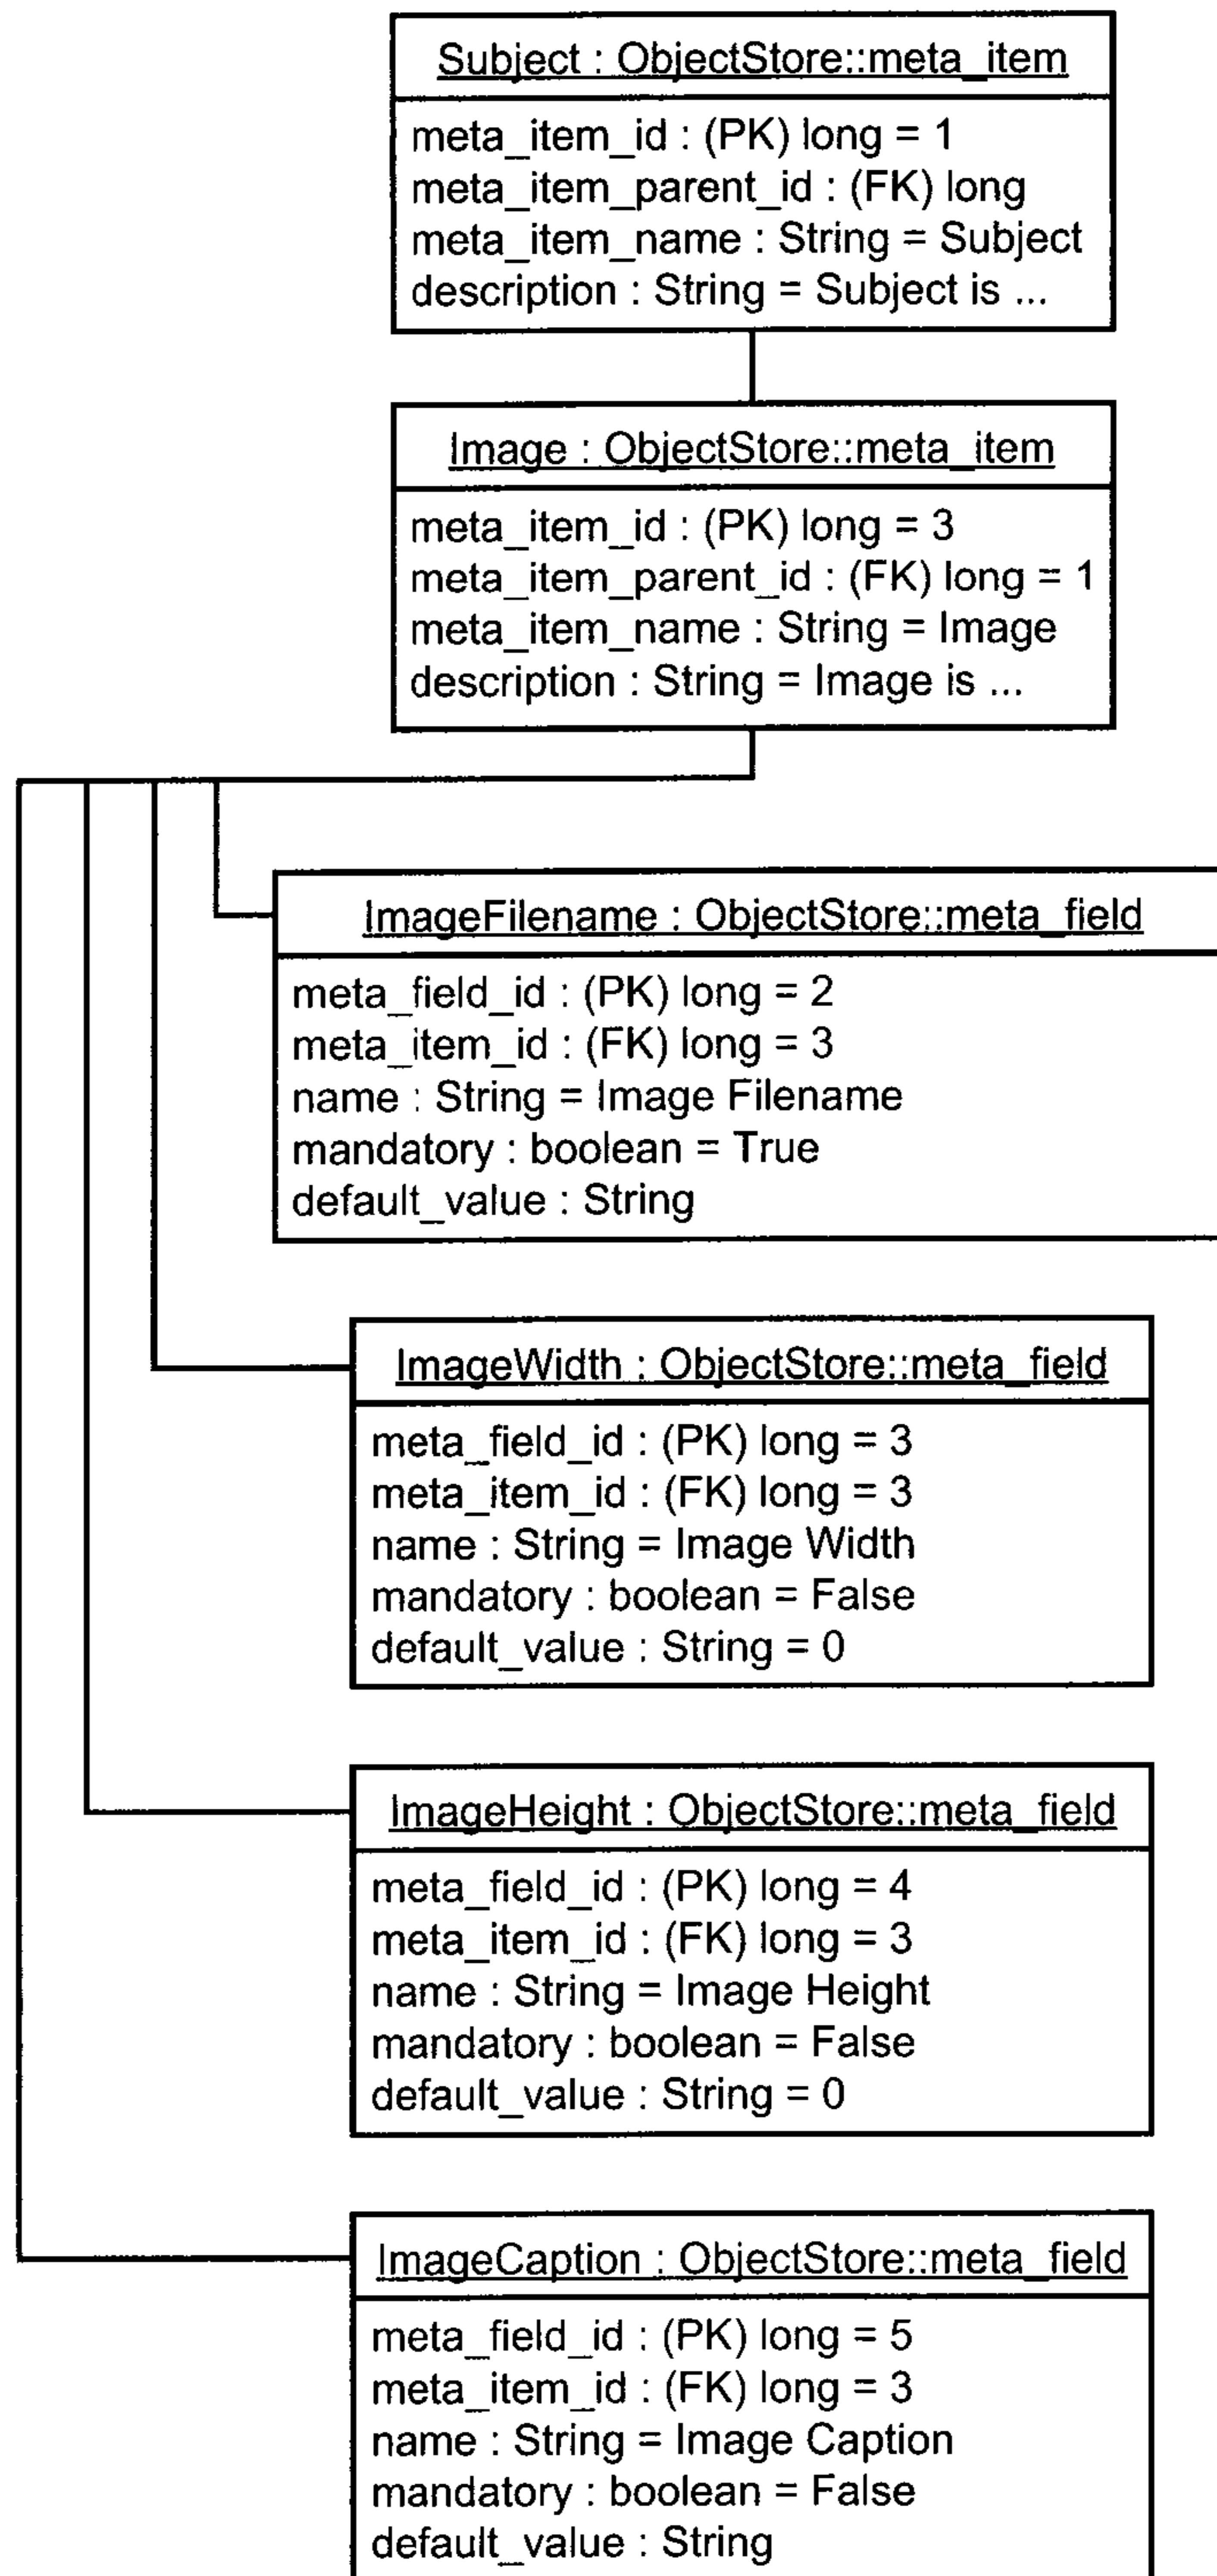 Subject : ObjectStore::meta_item
meta_item_id : (PK) long = 1
meta_item_parent_id : (FK) long
meta_item_name : String = Subject
description : String = Subject is ...
Image : ObjectStore::meta_item
meta_item_id : (PK) long = 3
meta_item_parent_id : (FK) long = 1
meta_item_name : String = Image
description : String = Image is ...
ImageFilename : ObjectStore::meta_field
meta_field_id : (PK) long = 2
meta_item_id : (FK) long = 3
name : String = Image Filename
mandatory : boolean = True
default_value : String
ImageWidth : ObjectStore::meta_field
meta_field_id : (PK) long = 3
meta_item_id : (FK) long = 3
name : String = Image Width
mandatory : boolean = False
default_value : String = 0
ImageHeight : ObjectStore::meta_field
meta_field_id : (PK) long = 4
meta_item_id : (FK) long = 3
name : String = Image Height
mandatory : boolean = False
default_value : String = 0
ImageCaption : ObjectStore::meta_field
meta_field_id : (PK) long = 5
meta_item_id : (FK) long = 3
name : String = Image Caption
mandatory : boolean = False
default_value : String